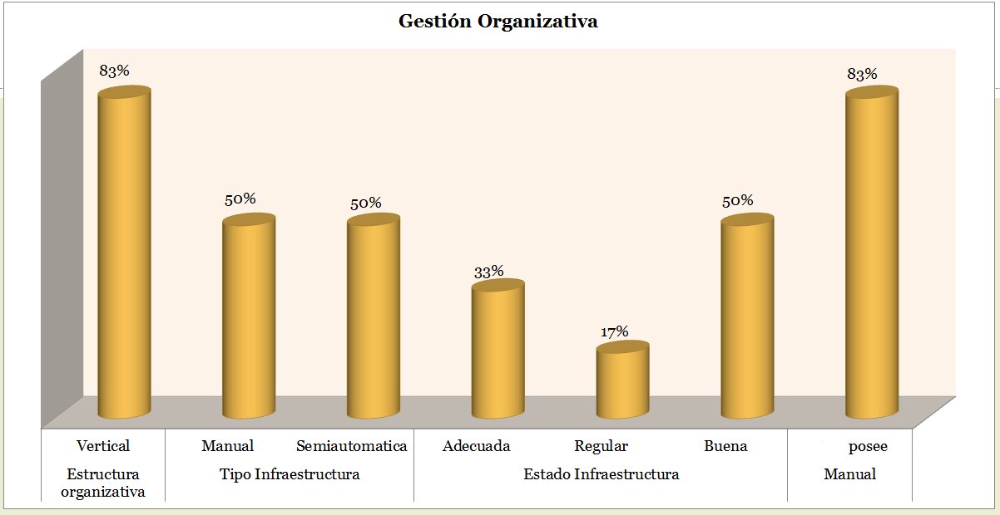 Gestión Organizativa
83%
50%
50%
33%
17%
50%
83%
Vertical
Manual
Semiautomatica
Adecuada
Regular
Buena
posee
Estructura
organizativa
Tipo Infraestructura
Estado Infraestructura
Manual